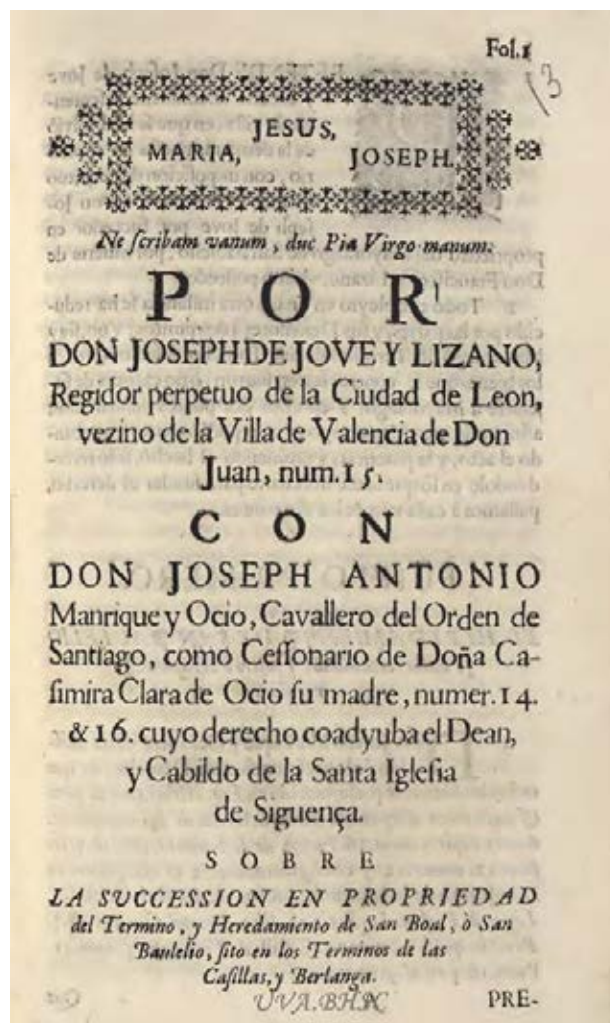 Fol.1
13
JESUS,
MARIA, JOSEPH.
Ne ſcribam vanum, duc Pia Virgo manum.
POR
DON JOSEPH DE JOVE Y LIZANO,
Regidor perpetuo de la Ciudad de Leon,
vezino de la Villa de Valencia de Don
Juan, num.15.
CON
DON JOSEPH ANTONIO
Manrique y Ocio, Cavallero del Orden de
Santiago, como Ceſſonario de Doña Ca-
ſimira Clara de Ocio ſu madre, numer.14.
& 16. cuyo derecho coadyuba el Dean,
y Cabildo de la Santa Igleſia
de Siguença.
SOBRE
LA SVCCESSION EN PROPRIEDAD
del Termino, y Heredamiento de San Boal, ò San
Baulelio, ſito en los Terminos de las
Caſillas, y Berlanga.
UVA.BHSC
PRE-